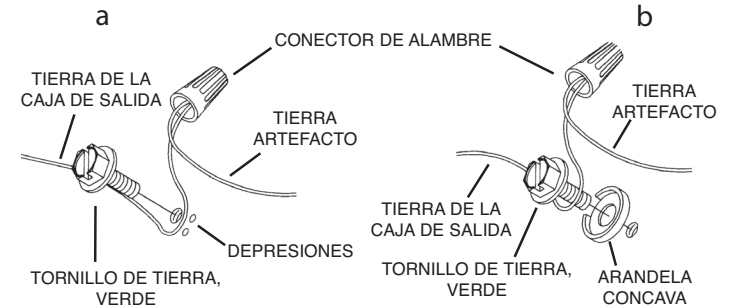 a
b
CONECTOR DE ALAMBRE
TIERRA DE LA
CAJA DE SALIDA
TIERRA
ARTEFACTO
DEPRESIONES
TORNILLO DE TIERRA,
VERDE
TIERRA
ARTEFACTO
TIERRA DE LA
CAJA DE SALIDA
TORNILLO DE TIERRA,
VERDE
ARANDELA
CONCAVA